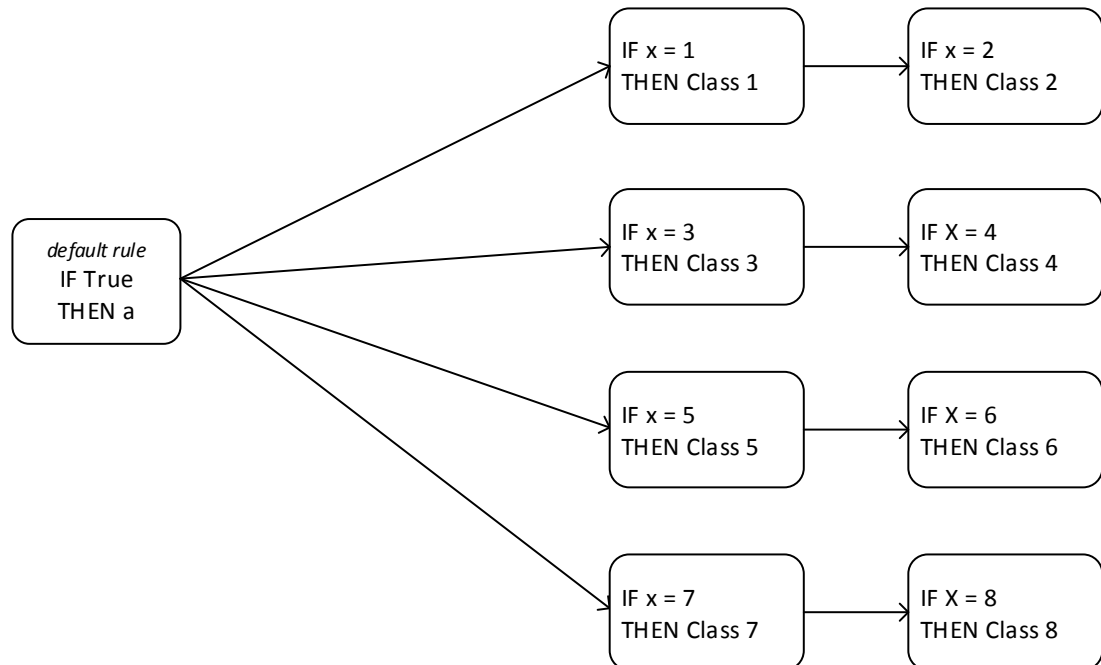 IF x = 1
THEN Class 1
IF x = 2
THEN Class 2
default rule
IF True
THEN a
IF x = 3
THEN Class 3
IF X = 4
THEN Class 4
IF x = 5
THEN Class 5
IF X = 6
THEN Class 6
IF x = 7
THEN Class 7
IF X = 8
THEN Class 8